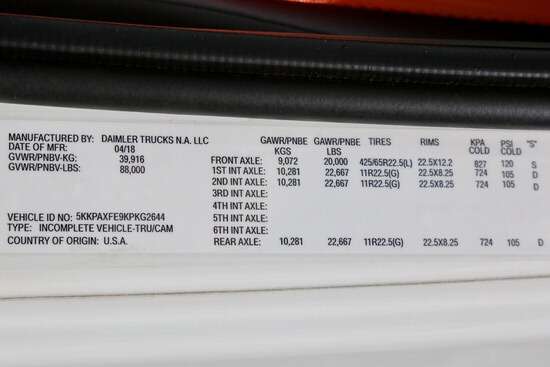 MANUFACTURED BY: DAIMLER TRUCKS N.A. LLC
DATE OF MFR: 04/18
GVWR/PNBV-KG: 39,916
GVWR/PNBV-LBS: 88,000
VEHICLE ID NO: 5KKPAXFE9KPKG2644
TYPE: INCOMPLETE VEHICLE-TRU/CAM
COUNTRY OF ORIGIN: U.S.A.
GAWR/PNBE KGS GAWR/PNBE LBS TIRES RIMS KPA COLD PSI COLD "S"
FRONT AXLE: 9,072 20,000 425/65R22.5(L) 22.5X12.2 827 120 S
1ST INT AXLE: 10,281 22,667 11R22.5(G) 22.5X8.25 724 105 D
2ND INT AXLE: 10,281 22,667 11R22.5(G) 22.5X8.25 724 105 D
3RD INT AXLE:
4TH INT AXLE:
5TH INT AXLE:
6TH INT AXLE:
REAR AXLE: 10,281 22,667 11R22.5(G) 22.5X8.25 724 105 D